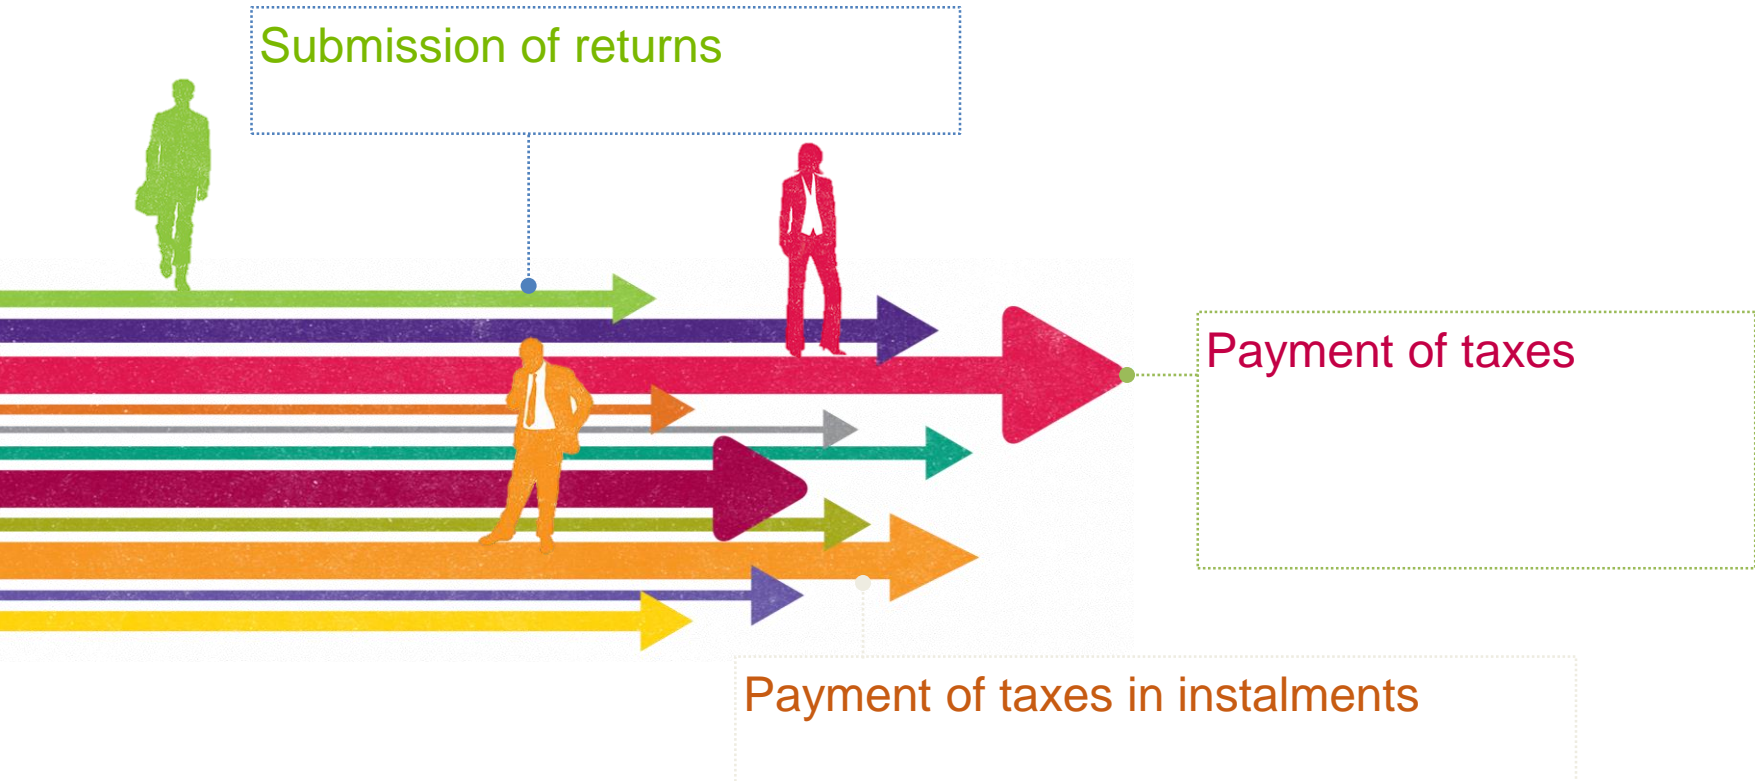 Submission of returns
Payment of taxes
Payment of taxes in instalments